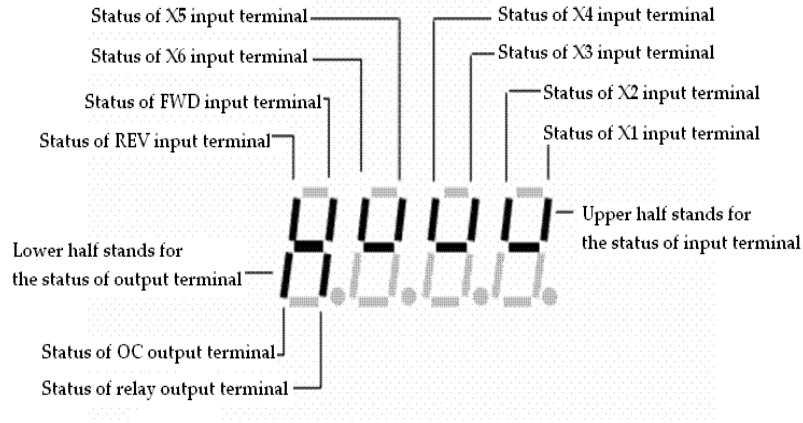 Status of X5 input terminal
Status of X4 input terminal
Status of X6 input terminal
Status of X3 input terminal
Status of FWD input terminal
Status of X2 input terminal
Status of REV input terminal
Status of X1 input terminal
Upper half stands for
the status of input terminal
Lower half stands for
the status of output terminal
Status of OC output terminal
Status of relay output terminal